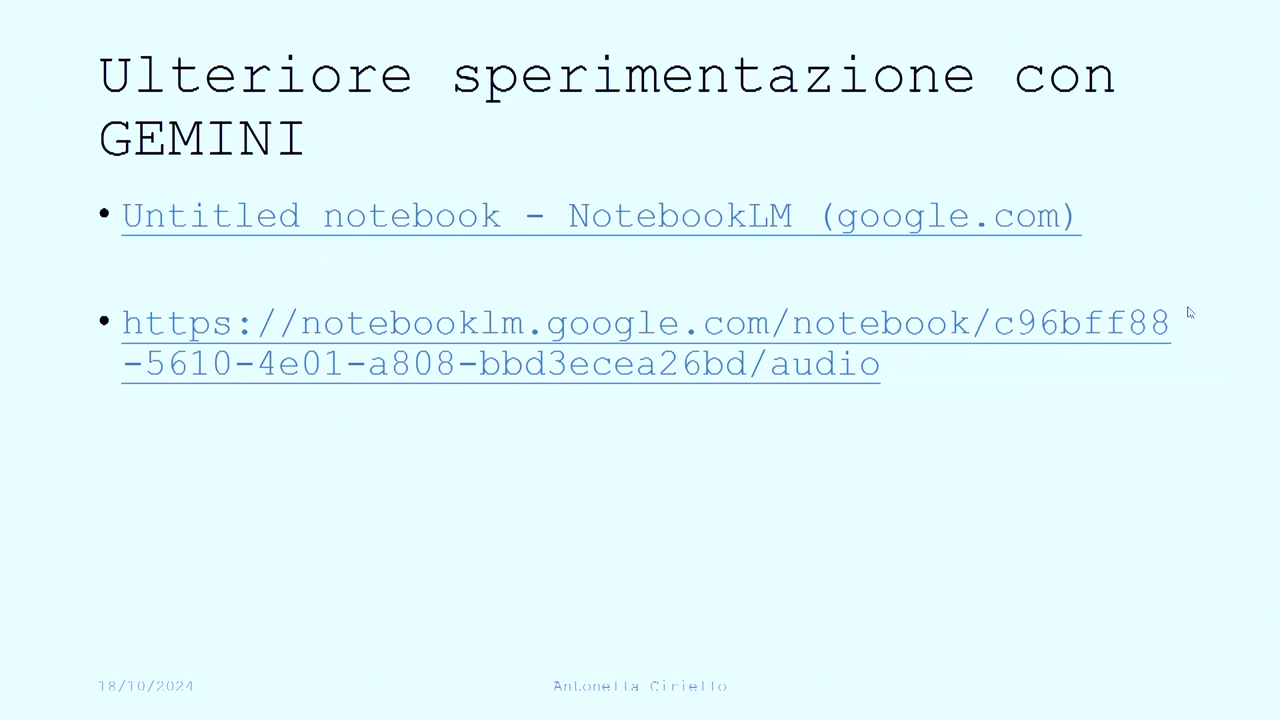 Ulteriore sperimentazione con
GEMINI
• Untitled notebook - NotebookLM (google.com)
• https://notebooklm.google.com/notebook/c96bff88
-5610-4e01-a808-bbd3ecea26bd/audio
18/10/2024
Antonella Ciriello